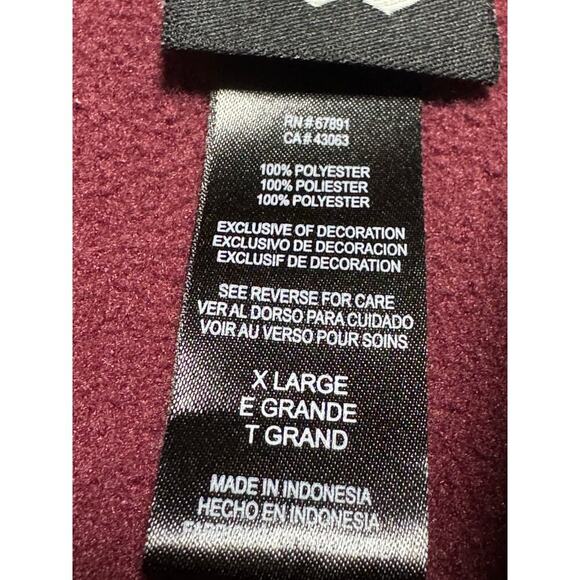 RN # 67891
CA # 43063
100% POLYESTER
100% POLIESTER
100% POLYESTER
EXCLUSIVE OF DECORATION
EXCLUSIVO DE DECORACION
EXCLUSIF DE DECORATION
SEE REVERSE FOR CARE
VER AL DORSO PARA CUIDADO
VOIR AU VERSO POUR SOINS
X LARGE
E GRANDE
T GRAND
MADE IN INDONESIA
HECHO EN INDONESIA